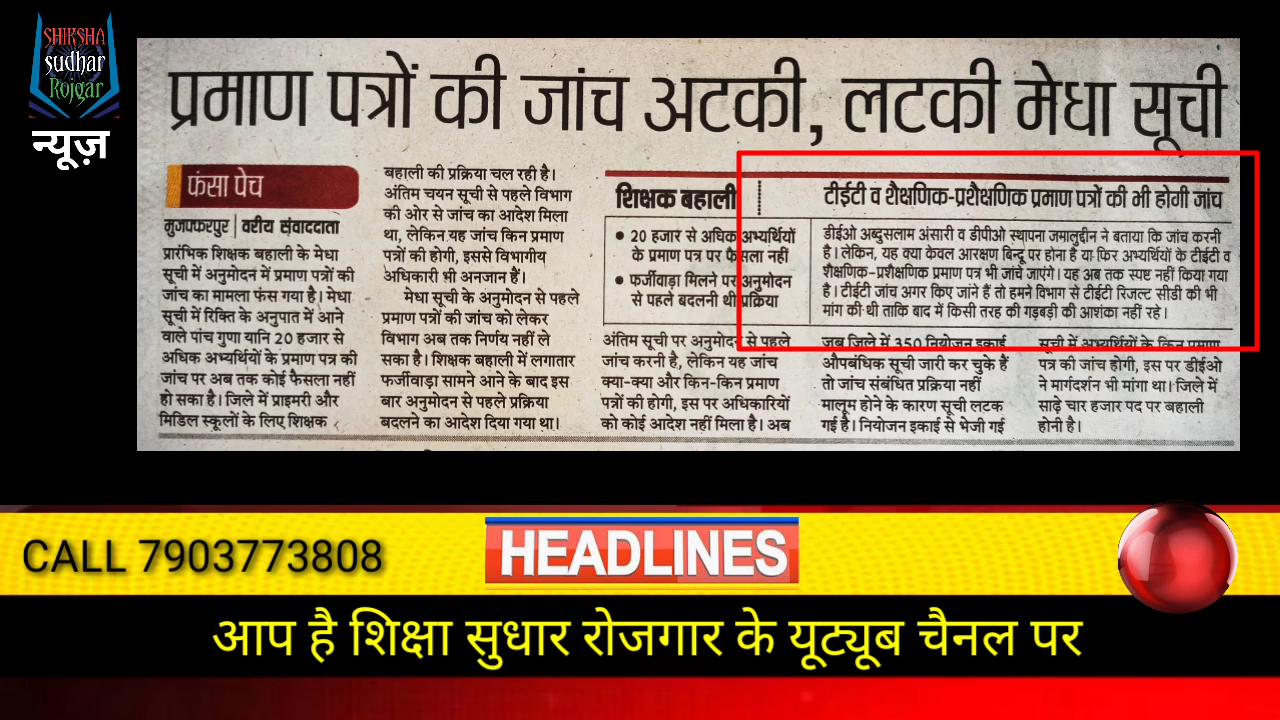 SHIKSHA
sudhar
Rojgar
न्यूज़
प्रमाण पत्रों की जांच अटकी, लटकी मेधा सूची
फंसा पेच
मुजफ्फरपुर | वरीय संवाददाता
प्रारंभिक शिक्षक बहाली के मेधा
सूची में अनुमोदन में प्रमाण पत्रों की
जांच का मामला फंस गया है। मेधा
सूची में रिक्ति के अनुपात में आने
वाले पांच गुणा यानि 20 हजार से
अधिक अभ्यर्थियों के प्रमाण पत्र की
जांच पर अब तक कोई फैसला नहीं
हो सका है। जिले में प्राइमरी और
मिडिल स्कूलों के लिए शिक्षक
बहाली की प्रक्रिया चल रही है।
अंतिम चयन सूची से पहले विभाग
की ओर से जांच का आदेश मिला
था, लेकिन यह जांच किन प्रमाण
पत्रों की होगी, इससे विभागीय
अधिकारी भी अनजान हैं।
मेधा सूची के अनुमोदन से पहले
प्रमाण पत्रों की जांच को लेकर
विभाग अब तक निर्णय नहीं ले
सका है। शिक्षक बहाली में लगातार
फर्जीवाड़ा सामने आने के बाद इस
बार अनुमोदन से पहले प्रक्रिया
बदलने का आदेश दिया गया था।
शिक्षक बहाली
• 20 हजार से अधिक अभ्यर्थियों
के प्रमाण पत्र पर फैसला नहीं
• फर्जीवाड़ा मिलने पर अनुमोदन
से पहले बदलनी थी प्रक्रिया
टीईटी व शैक्षणिक-प्रशैक्षणिक प्रमाण पत्रों की भी होगी जांच
डीईओ अब्दुसलाम अंसारी व डीपीओ स्थापना जमालुद्दीन ने बताया कि जांच करनी
है। लेकिन, यह क्या केवल आरक्षण बिन्दू पर होना है या फिर अभ्यर्थियों के टीईटी व
शैक्षणिक-प्रशैक्षणिक प्रमाण पत्र भी जांचे जाएंगे। यह अब तक स्पष्ट नहीं किया गया
है। टीईटी जांच अगर किए जाने हैं तो हमने विभाग से टीईटी रिजल्ट सीडी की भी
मांग की थी ताकि बाद में किसी तरह की गड़बड़ी की आशंका नहीं रहे।
अंतिम सूची पर अनुमोदन से पहले
जांच करनी है, लेकिन यह जांच
क्या-क्या और किन-किन प्रमाण
पत्रों की होगी, इस पर अधिकारियों
को कोई आदेश नहीं मिला है। अब
जब जिले में 350 नियोजन इकाई
औपबंधिक सूची जारी कर चुके हैं
तो जांच संबंधित प्रक्रिया नहीं
मालूम होने के कारण सूची लटक
गई है। नियोजन इकाई से भेजी गई
सूची में अभ्यर्थियों के किन प्रमाण
पत्र की जांच होगी, इस पर डीईओ
ने मार्गदर्शन भी मांगा था। जिले में
साढ़े चार हजार पद पर बहाली
होनी है।
CALL 7903773808
HEADLINES
आप है शिक्षा सुधार रोजगार के यूट्यूब चैनल पर